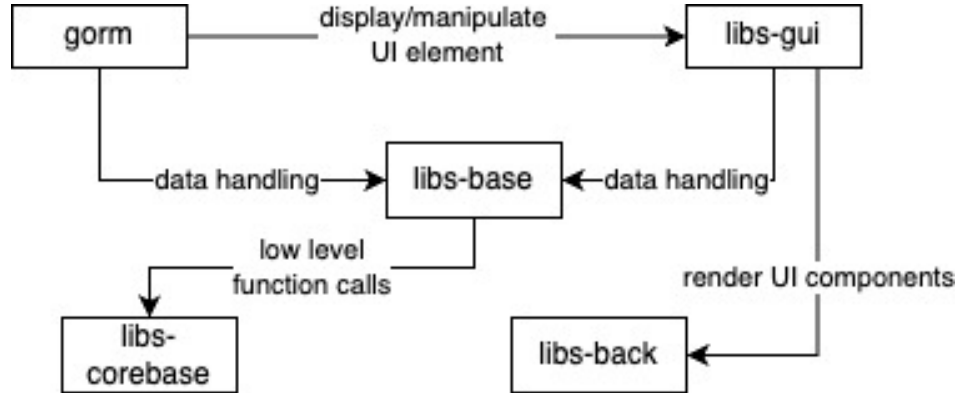 gorm
display/manipulate
UI element
libs-gui
data handling
libs-base
data handling
low level
function calls
render UI components
libs-
corebase
libs-back